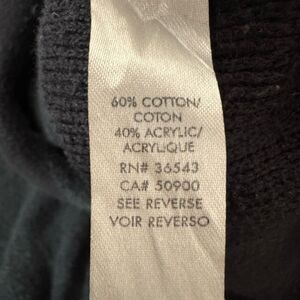 60% COTTON/
COTON
40% ACRYLIC/
ACRYLIQUE
RN# 36543
CA# 50900
SEE REVERSE
VOIR REVERSO